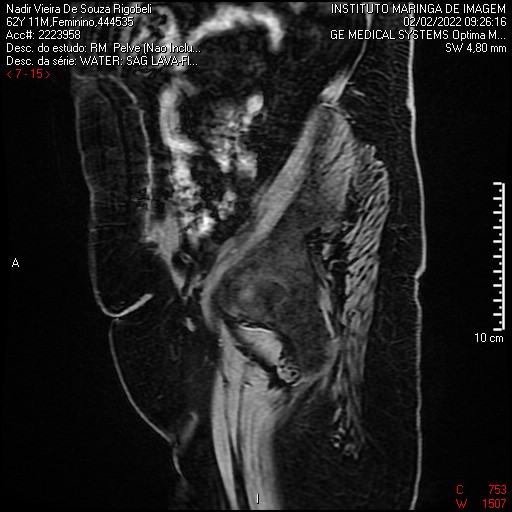 Nadir Vieira De Souza Rigobeli
62Y 11M,Feminino,444535
Acc#: 2223958
Desc. do estudo: RM Pelve (Nao Inclu...
Desc. da série: WATER: SAG LAVA-Fl...
< 7 - 15 >
INSTITUTO MARINGA DE IMAGEM
02/02/2022 09:26:16
GE MEDICAL SYSTEMS Optima M...
SW 4,80 mm
A
10 cm
I
C 753
W 1507